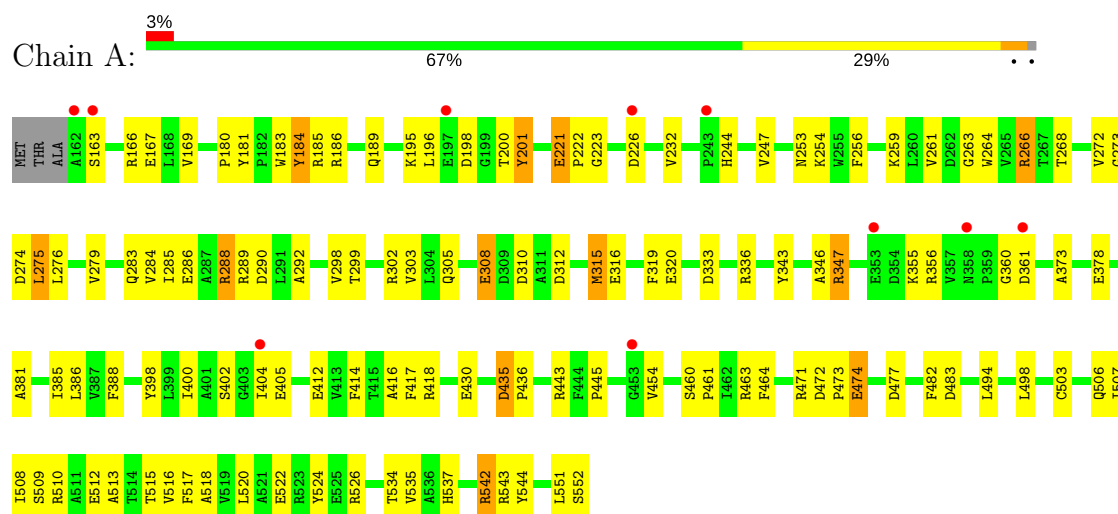 3%
Chain A:
67% 29% • •
MET THR ALA A162 S163 R166 E167 L168 V169 P180 Y181 P182 W183 Y184 R185 R186 Q189 K195 L196 E197 D198 G199 T200 Y201 E221 P222 G223 D226 V232 P243 H244 V247 N253 K254 W255 F256 K259 L260 V261 D262 G263 W264 V265 R266 T267 T268 V272
D274 L275 L276 V279 Q283 V284 I285 E286 A287 R288 R289 D290 L291 A292 V298 T299 R302 V303 L304 Q305 E308 D309 D310 A311 D312 M315 E316 F319 E320 D333 R336 Y343 A346 R347 E353 D354 K355 R356 V357 N358 P359 G360 D361 A373 E378
A381 I385 L386 V387 F388 Y398 L399 I400 A401 S402 G403 I404 E405 E412 V413 F414 T415 A416 F417 R418 E430 D435 P436 R443 F444 P445 G453 V454 S460 P461 I462 R463 F464 R471 D472 P473 E474 D477 F482 D483 L494 L498 C503 Q506
I508 S509 R510 A511 E512 A513 T514 T515 V516 F517 A518 V519 L520 A521 E522 R523 Y524 E525 R526 T534 V535 A536 H537 R542 R543 Y544 L551 S552